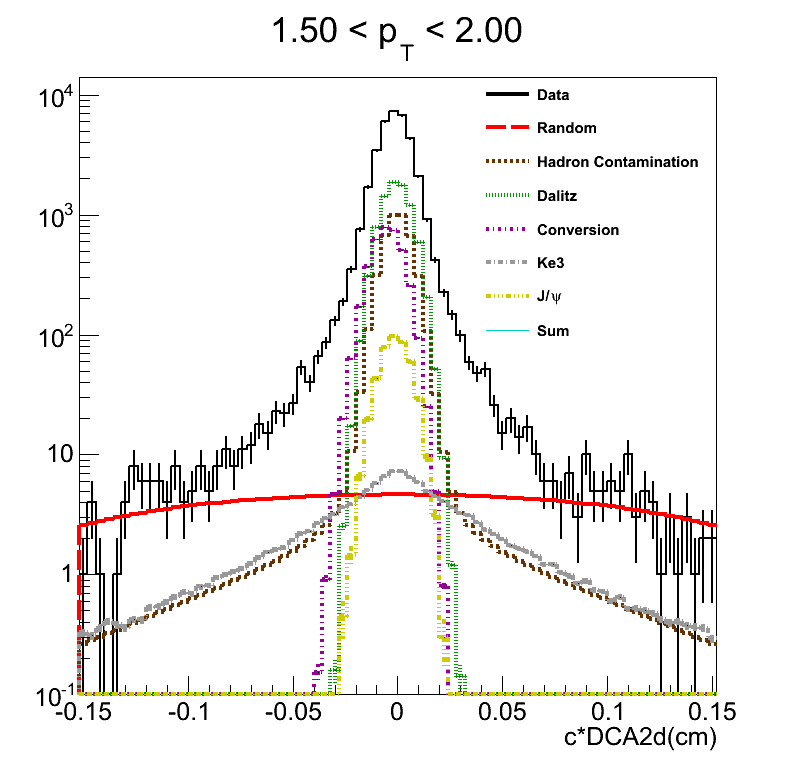 1.50 < p_T < 2.00
10^4
10^3
10^2
10
1
10^-1
-0.15 -0.1 -0.05 0 0.05 0.1 0.15
c*DCA2d(cm)
Data
Random
Hadron Contamination
Dalitz
Conversion
Ke3
J/ψ
Sum